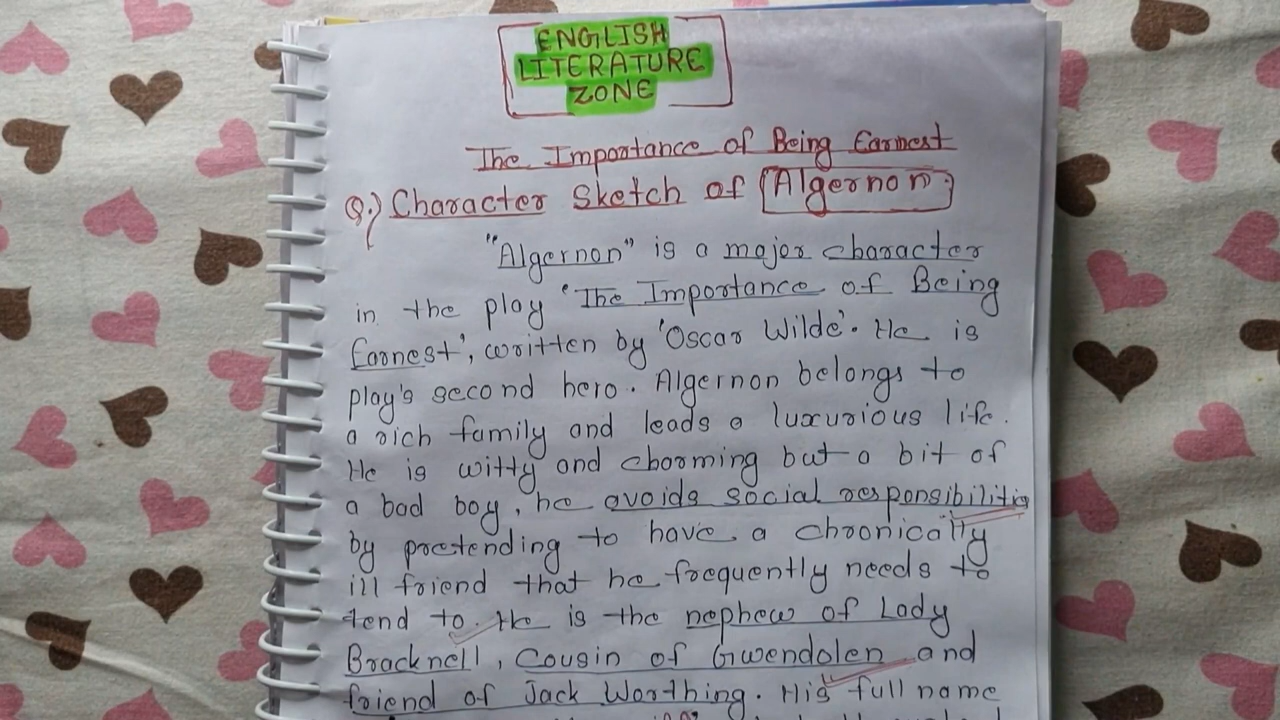 ENGLISH
LITERATURE
ZONE
The Importance of Being Earnest
Q.) Character Sketch of Algernon.
"Algernon" is a major character
in the play 'The Importance of Being
Earnest', written by 'Oscar Wilde'. He is
play's second hero. Algernon belongs to
a rich family and leads a luxurious life.
He is witty and charming but a bit of
a bad boy, he avoids social responsibilities
by pretending to have a chronically
ill friend that he frequently needs to
tend to. He is the nephew of Lady
Bracknell, Cousin of Gwendolen and
friend of Jack Worthing. His full name